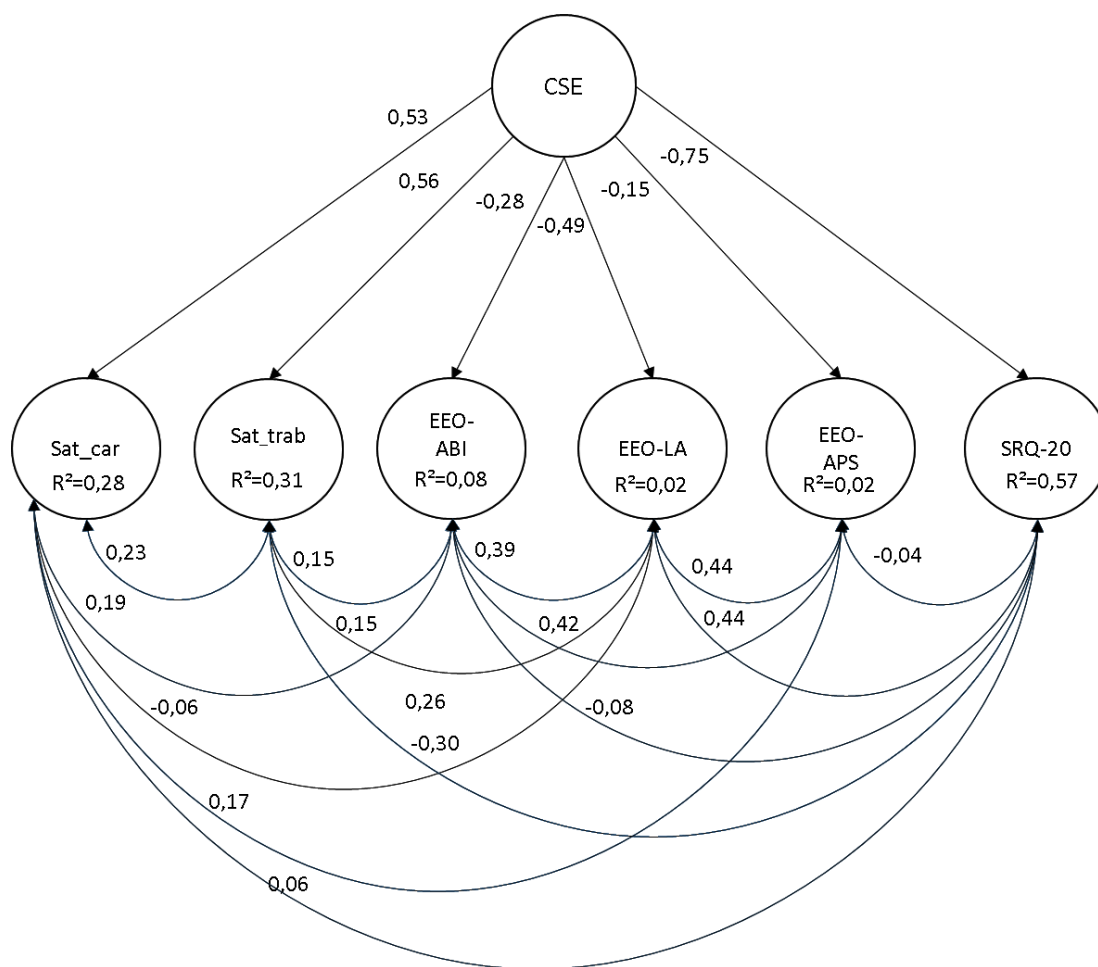 CSE
0,53
-0,75
0,56
-0,28
-0,15
-0,49
Sat_car
R²=0,28
Sat_trab
R²=0,31
EEO-
ABI
R²=0,08
EEO-LA
R²=0,02
EEO-
APS
R²=0,02
SRQ-20
R²=0,57
0,23
0,15
0,39
0,44
-0,04
0,19
0,15
0,42
0,44
-0,06
0,26
-0,08
-0,30
0,17
0,06